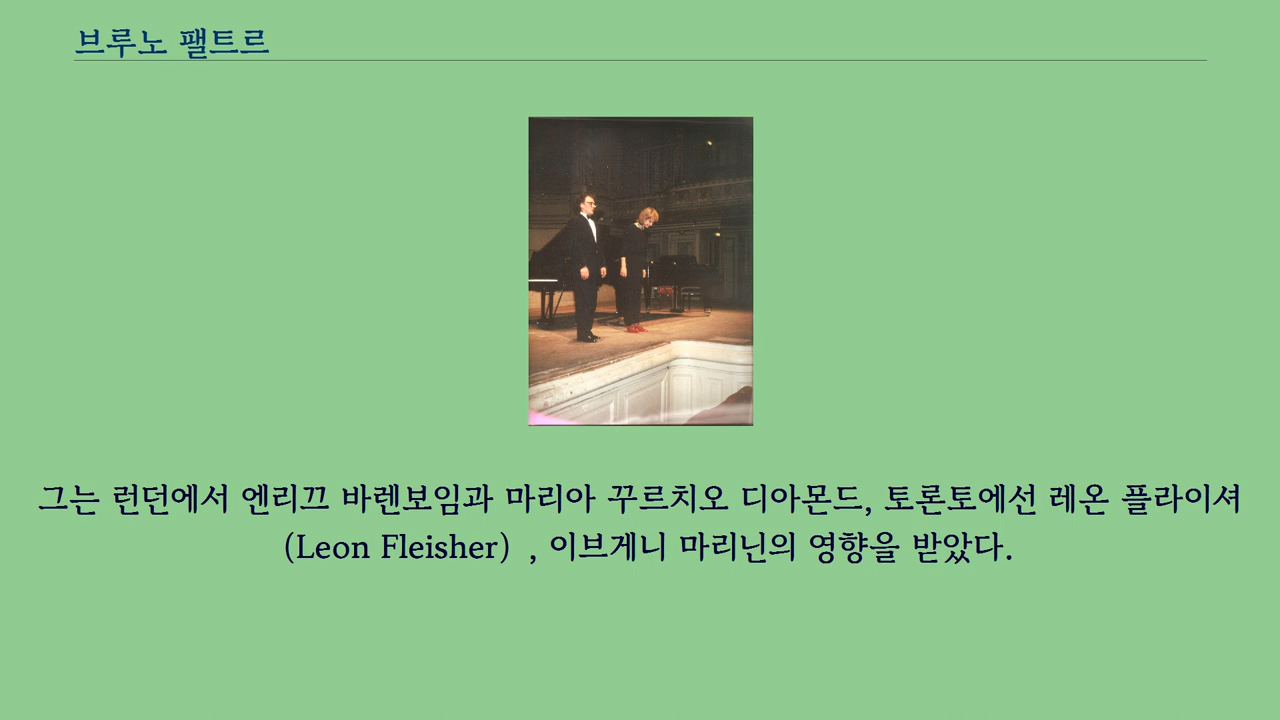 브루노 팰트르
그는 런던에서 엔리끄 바렌보임과 마리아 꾸르치오 디아몬드, 토론토에선 레온 플라이셔
(Leon Fleisher) , 이브게니 마리닌의 영향을 받았다.